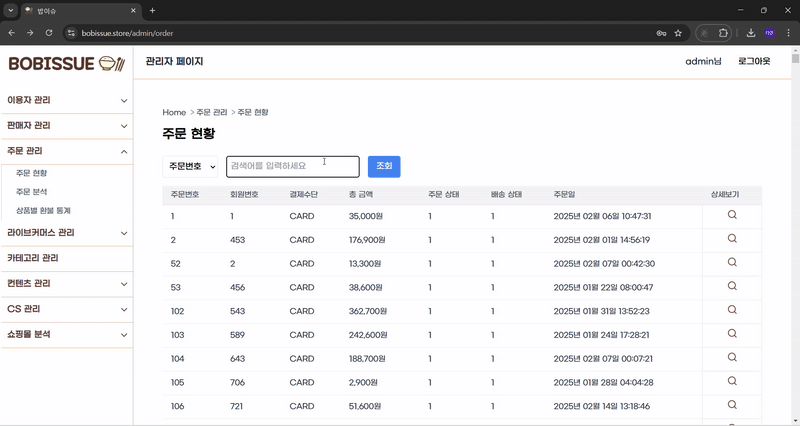 밥이슈
bobissue.store/admin/order
BOBISSUE
관리자 페이지
admin님
로그아웃
이용자 관리
판매자 관리
주문 관리
주문 현황
주문 분석
상품별 환불 통계
라이브커머스 관리
카테고리 관리
컨텐츠 관리
CS 관리
쇼핑몰 분석
Home > 주문 관리 > 주문 현황
주문 현황
주문번호 검색어를 입력하세요 조회
주문번호 회원번호 결제수단 총 금액 주문 상태 배송 상태 주문일 상세보기
1 1 CARD 35,000원 1 1 2025년 02월 06일 10:47:31
2 453 CARD 176,900원 1 1 2025년 02월 01일 14:56:19
52 2 CARD 13,300원 1 1 2025년 02월 07일 00:42:30
53 456 CARD 38,600원 1 1 2025년 01월 22일 08:00:47
102 543 CARD 362,700원 1 1 2025년 01월 31일 13:52:23
103 589 CARD 242,600원 1 1 2025년 01월 24일 17:28:21
104 643 CARD 188,700원 1 1 2025년 02월 07일 00:07:21
105 706 CARD 2,900원 1 1 2025년 01월 28일 04:04:28
106 721 CARD 51,600원 1 1 2025년 02월 14일 13:18:46